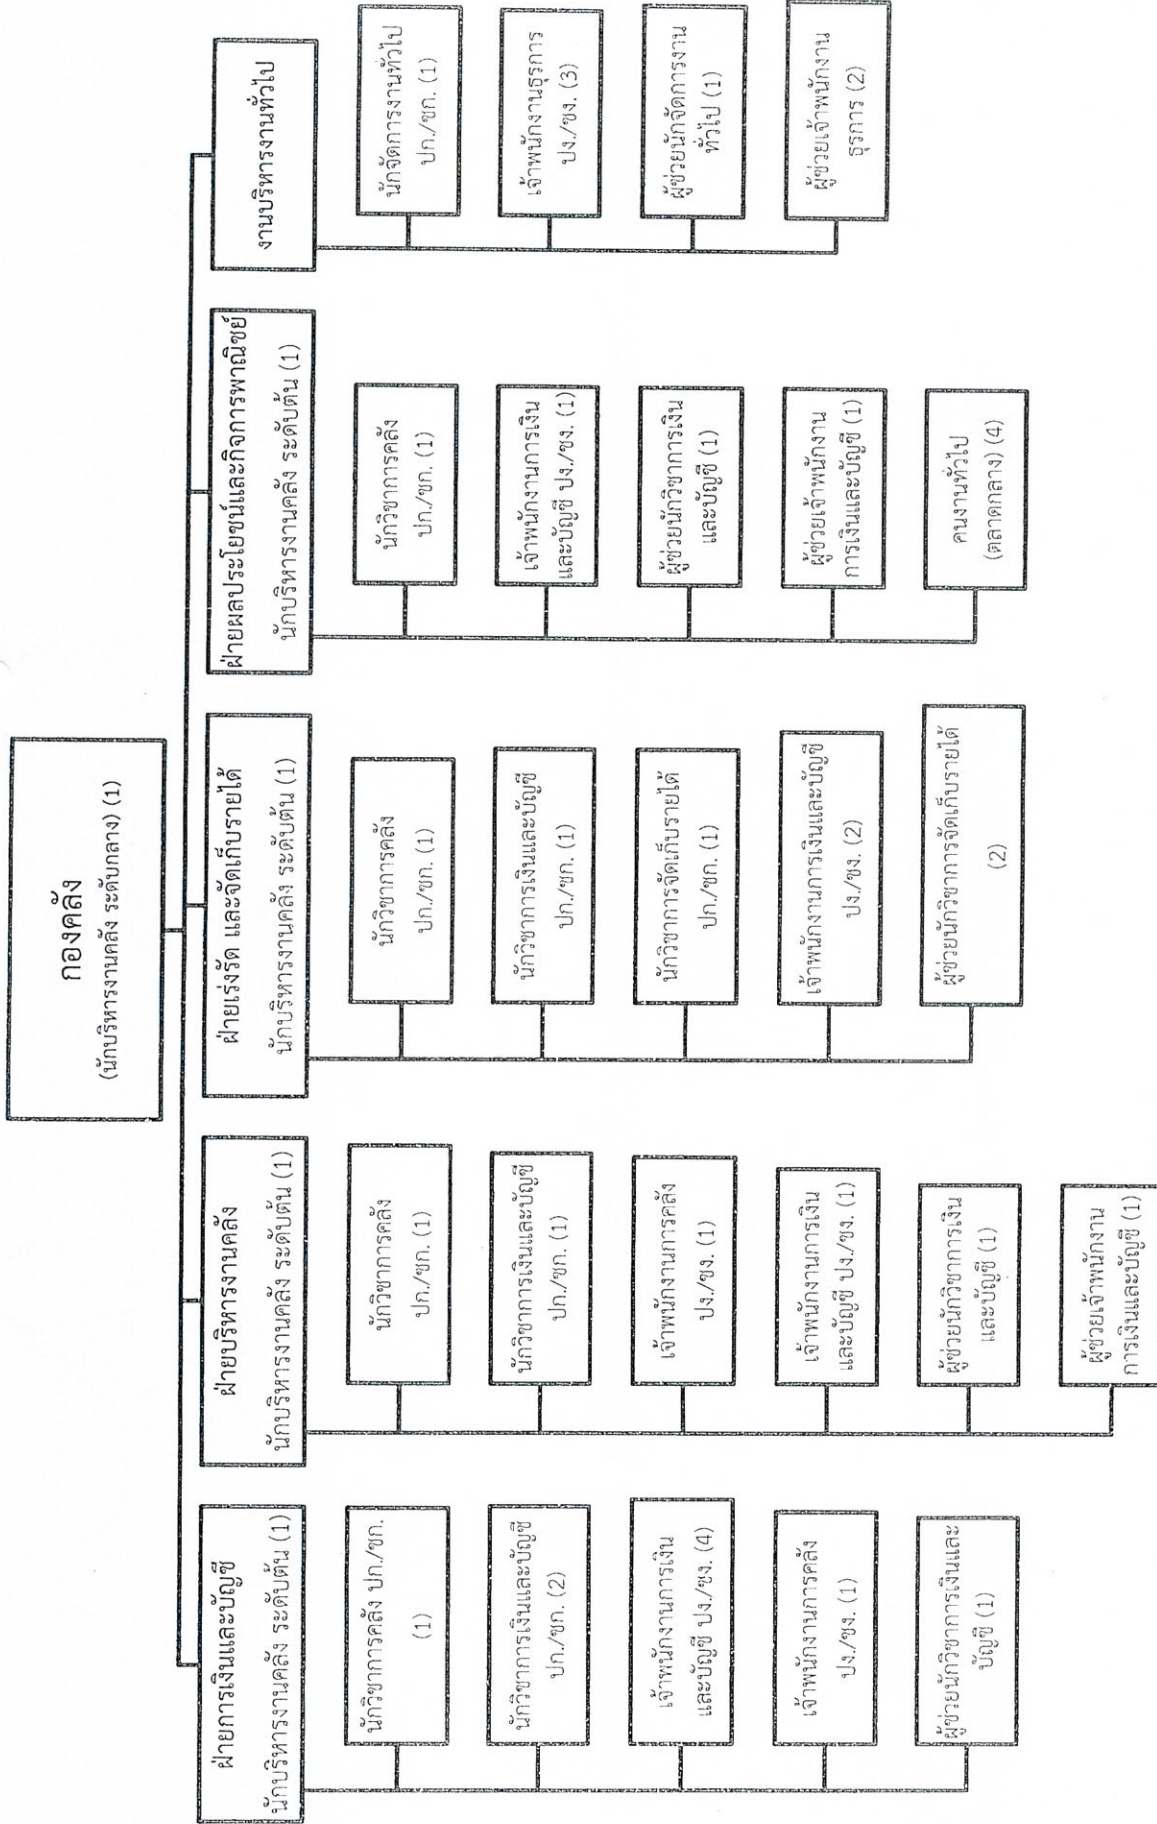 กองคลัง
(นักบริหารงานคลัง ระดับกลาง) (1)
ฝ่ายการเงินและบัญชี
นักบริหารงานคลัง ระดับต้น (1)
นักวิชาการคลัง ปก./ชก.
(1)
นักวิชาการเงินและบัญชี
ปก./ชก. (2)
เจ้าพนักงานการเงิน
และบัญชี ปง./ชง. (4)
เจ้าพนักงานการคลัง
ปง./ชง. (1)
ผู้ช่วยนักวิชาการเงินและ
บัญชี (1)
ฝ่ายบริหารงานคลัง
นักบริหารงานคลัง ระดับต้น (1)
นักวิชาการคลัง
ปก./ชก. (1)
นักวิชาการเงินและบัญชี
ปก./ชก. (1)
เจ้าพนักงานการคลัง
ปง./ชง. (1)
เจ้าพนักงานการเงิน
และบัญชี ปง./ชง. (1)
ผู้ช่วยนักวิชาการเงิน
และบัญชี (1)
ผู้ช่วยเจ้าพนักงาน
การเงินและบัญชี (1)
ฝ่ายเร่งรัด และจัดเก็บรายได้
นักบริหารงานคลัง ระดับต้น (1)
นักวิชาการคลัง
ปก./ชก. (1)
นักวิชาการเงินและบัญชี
ปก./ชก. (1)
นักวิชาการจัดเก็บรายได้
ปก./ชก. (1)
เจ้าพนักงานการเงินและบัญชี
ปง./ชง. (2)
ผู้ช่วยนักวิชาการจัดเก็บรายได้
(2)
ฝ่ายผลประโยชน์และกิจการพาณิชย์
นักบริหารงานคลัง ระดับต้น (1)
นักวิชาการคลัง
ปก./ชก. (1)
เจ้าพนักงานการเงิน
และบัญชี ปง./ชง. (1)
ผู้ช่วยนักวิชาการเงิน
และบัญชี (1)
ผู้ช่วยเจ้าพนักงาน
การเงินและบัญชี (1)
คนงานทั่วไป
(ตลาดกลาง) (4)
งานบริหารงานทั่วไป
นักจัดการงานทั่วไป
ปก./ชก. (1)
เจ้าพนักงานธุรการ
ปง./ชง. (3)
ผู้ช่วยนักจัดการงาน
ทั่วไป (1)
ผู้ช่วยเจ้าพนักงาน
ธุรการ (2)